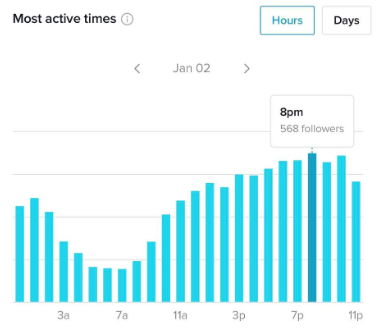 Most active times
Hours
Days
Jan 02
8pm
568 followers
3a 7a 11a 3p 7p 11p